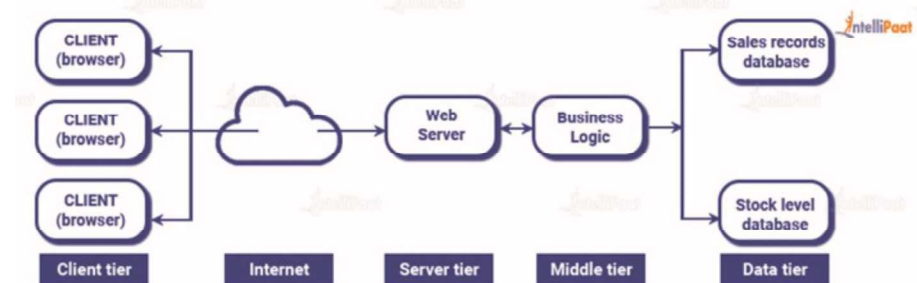 CLIENT
(browser)
CLIENT
(browser)
CLIENT
(browser)
Web
Server
Business
Logic
Sales records
database
Stock level
database
IntelliPaat
Client tier
Internet
Server tier
Middle tier
Data tier